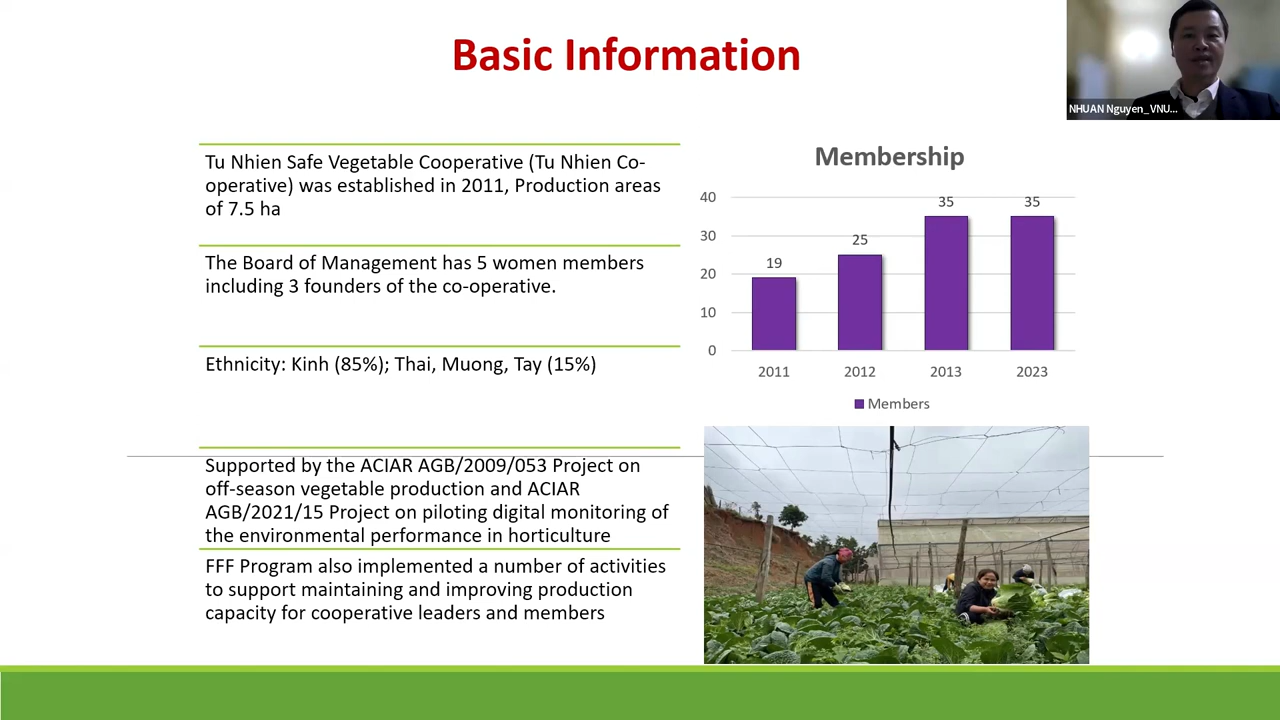 Basic Information
NHUAN Nguyen_VNU...
Tu Nhien Safe Vegetable Cooperative (Tu Nhien Co-
operative) was established in 2011, Production areas
of 7.5 ha
The Board of Management has 5 women members
including 3 founders of the co-operative.
Ethnicity: Kinh (85%); Thai, Muong, Tay (15%)
Supported by the ACIAR AGB/2009/053 Project on
off-season vegetable production and ACIAR
AGB/2021/15 Project on piloting digital monitoring of
the environmental performance in horticulture
FFF Program also implemented a number of activities
to support maintaining and improving production
capacity for cooperative leaders and members
Membership
40
30
20
10
0
19
25
35
35
2011 2012 2013 2023
Members